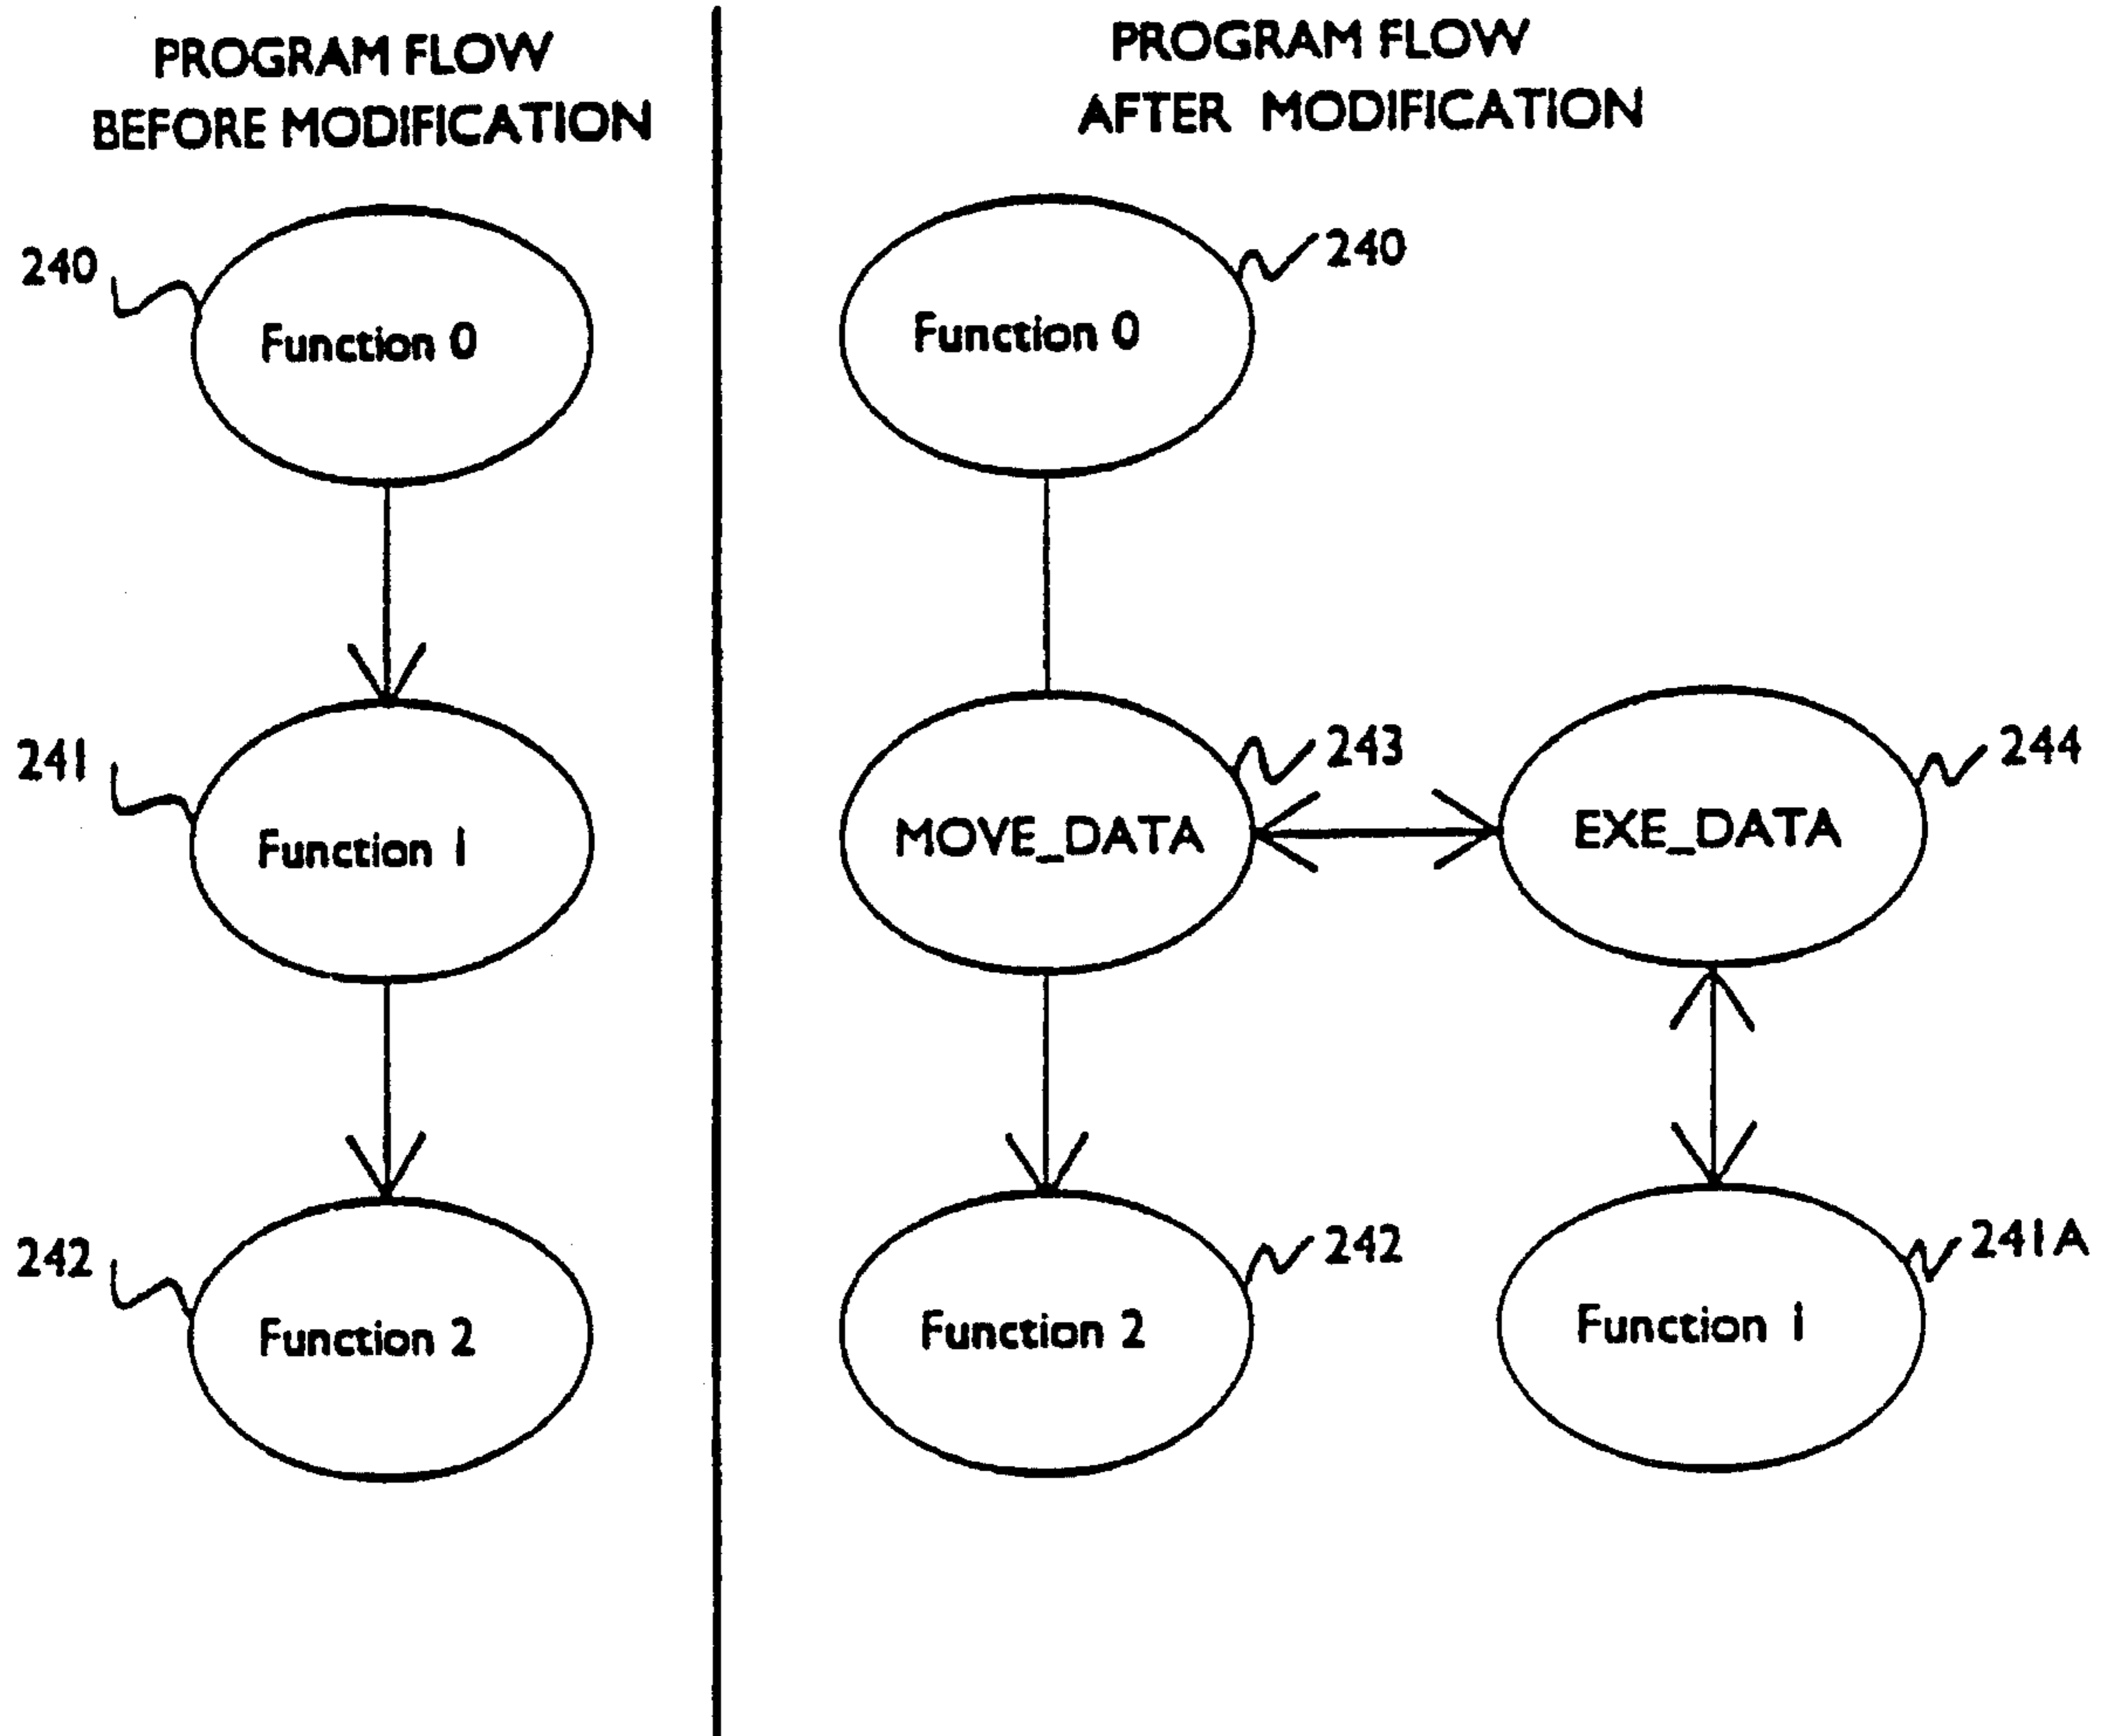 PROGRAM FLOW
BEFORE MODIFICATION
240
Function 0
241
Function 1
242
Function 2
PROGRAM FLOW
AFTER MODIFICATION
240
Function 0
243
MOVE_DATA
244
EXE_DATA
242
Function 2
241A
Function 1